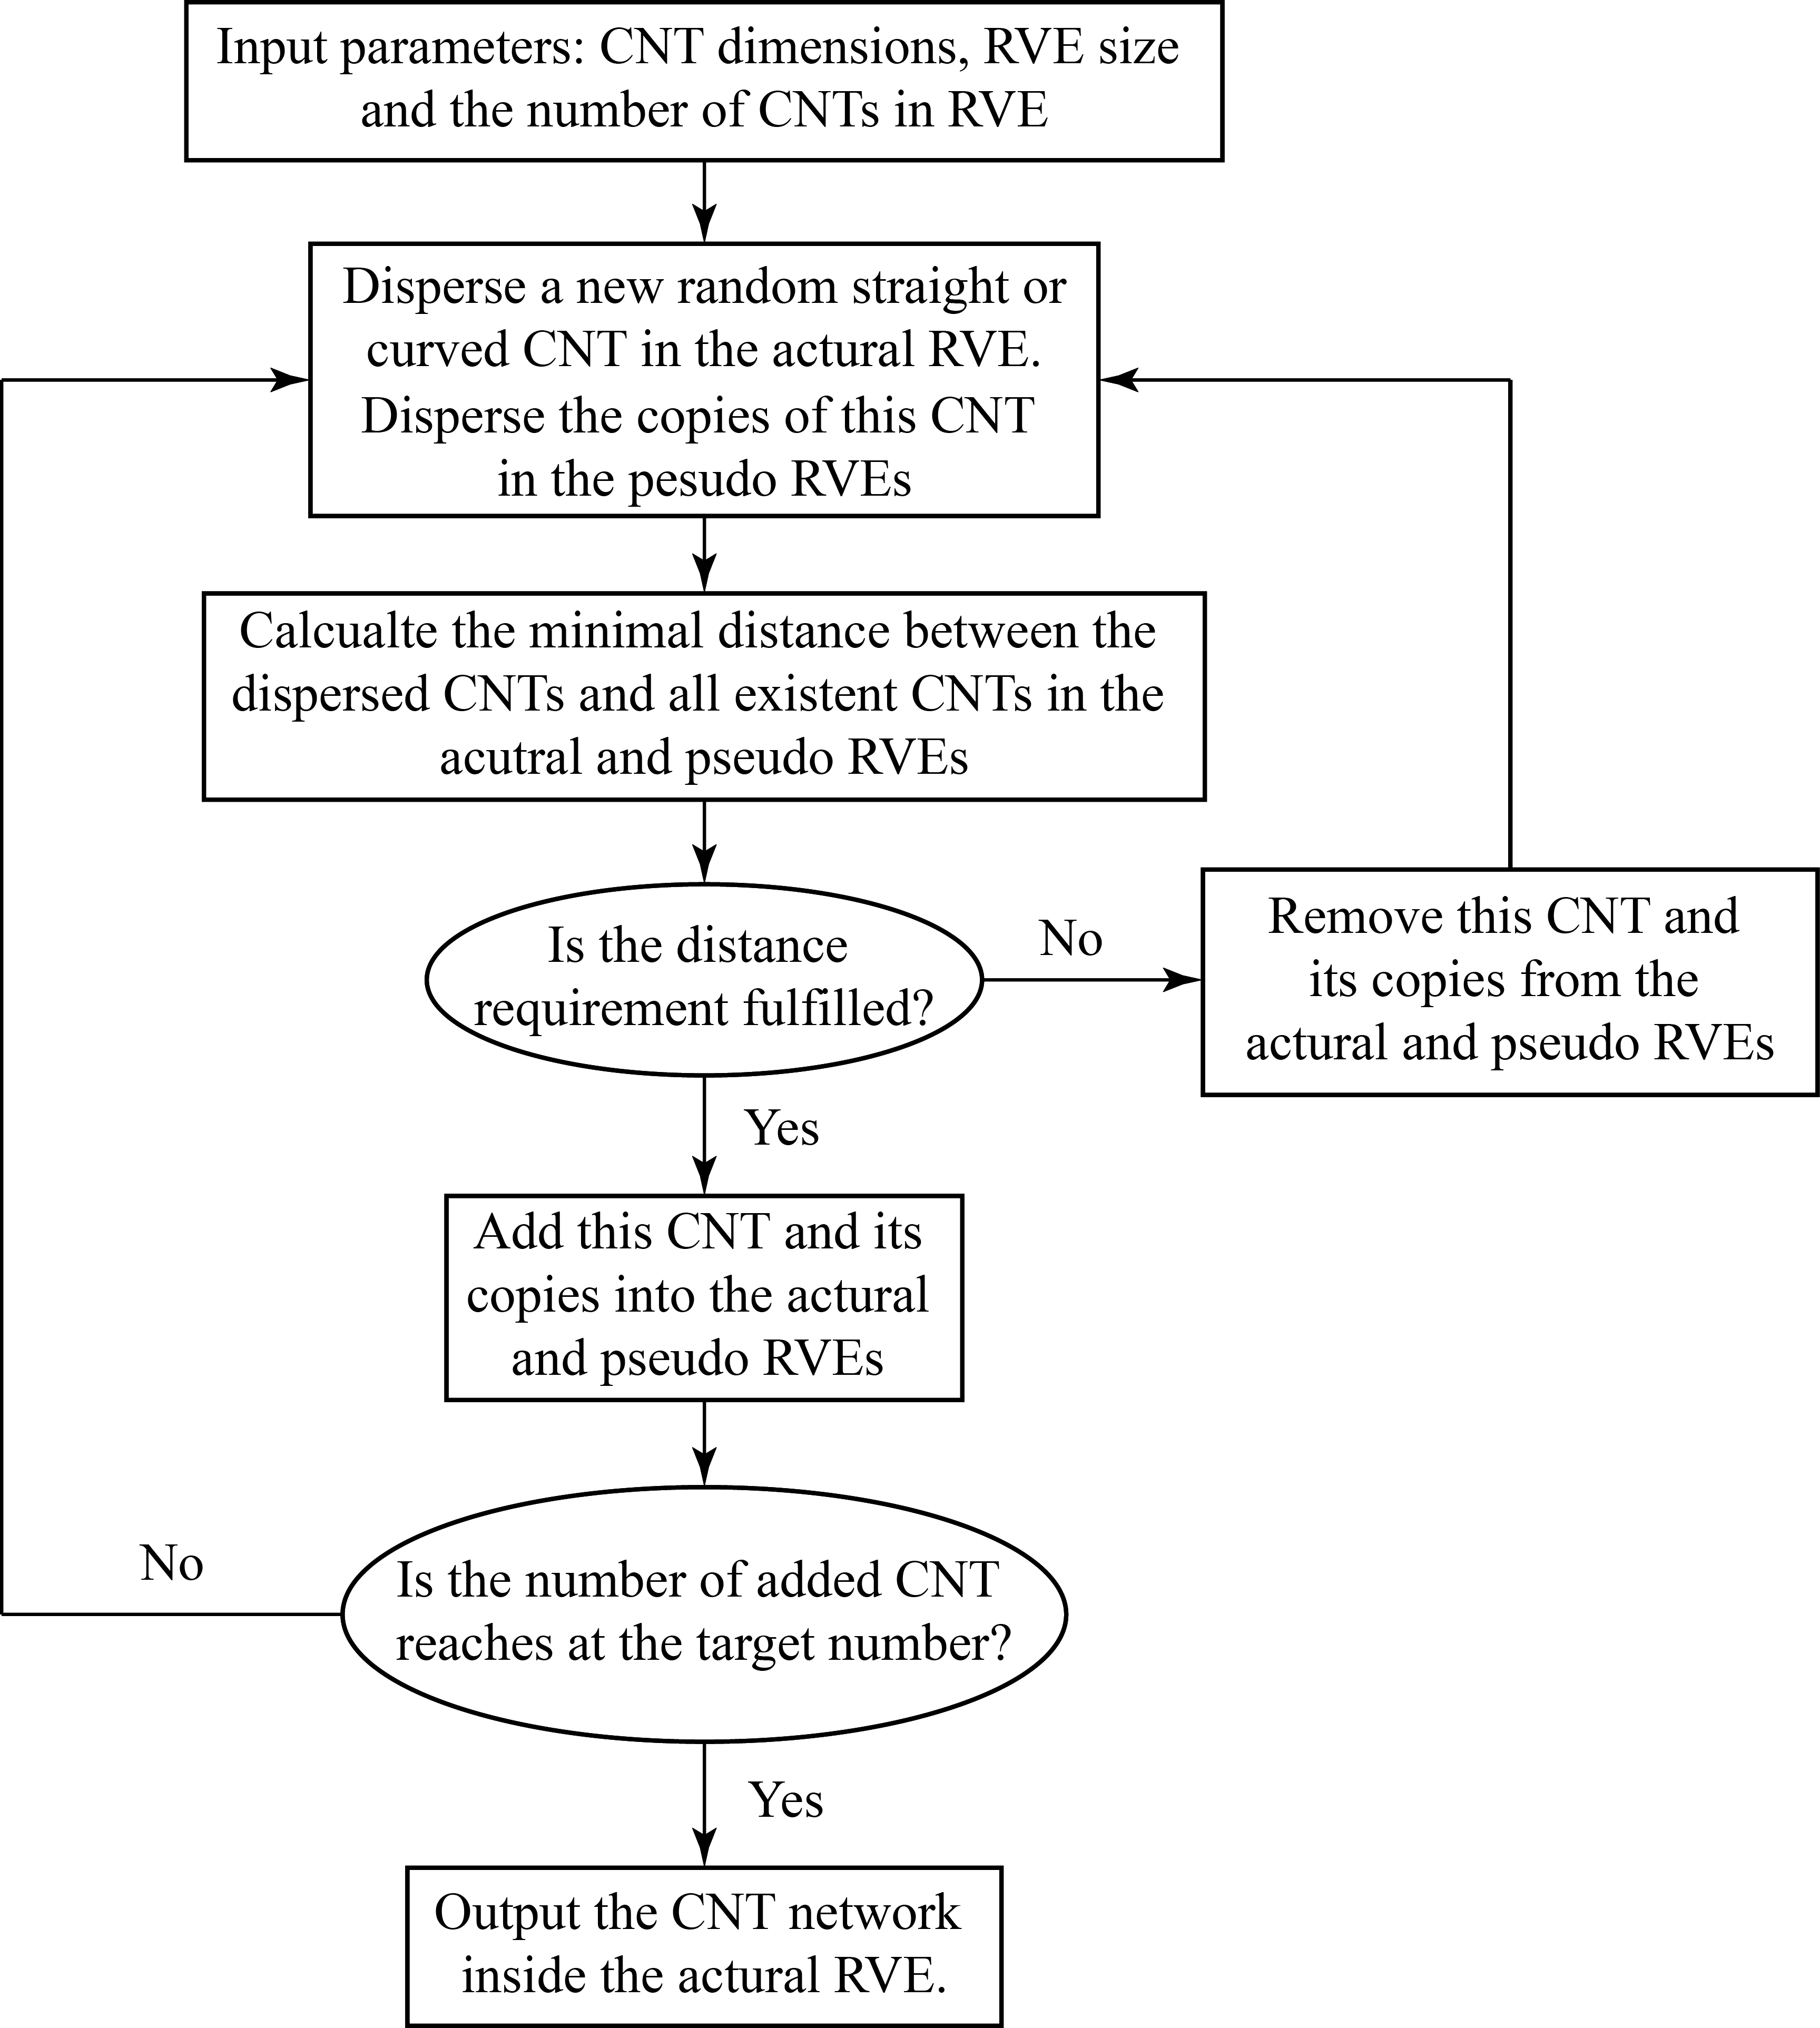 Input parameters: CNT dimensions, RVE size
and the number of CNTs in RVE
Disperse a new random straight or
curved CNT in the actural RVE.
Disperse the copies of this CNT
in the pesudo RVEs
Calcualte the minimal distance between the
dispersed CNTs and all existent CNTs in the
acutral and pseudo RVEs
Is the distance
requirement fulfilled?
No
Remove this CNT and
its copies from the
actural and pseudo RVEs
Yes
Add this CNT and its
copies into the actural
and pseudo RVEs
No
Is the number of added CNT
reaches at the target number?
Yes
Output the CNT network
inside the actural RVE.